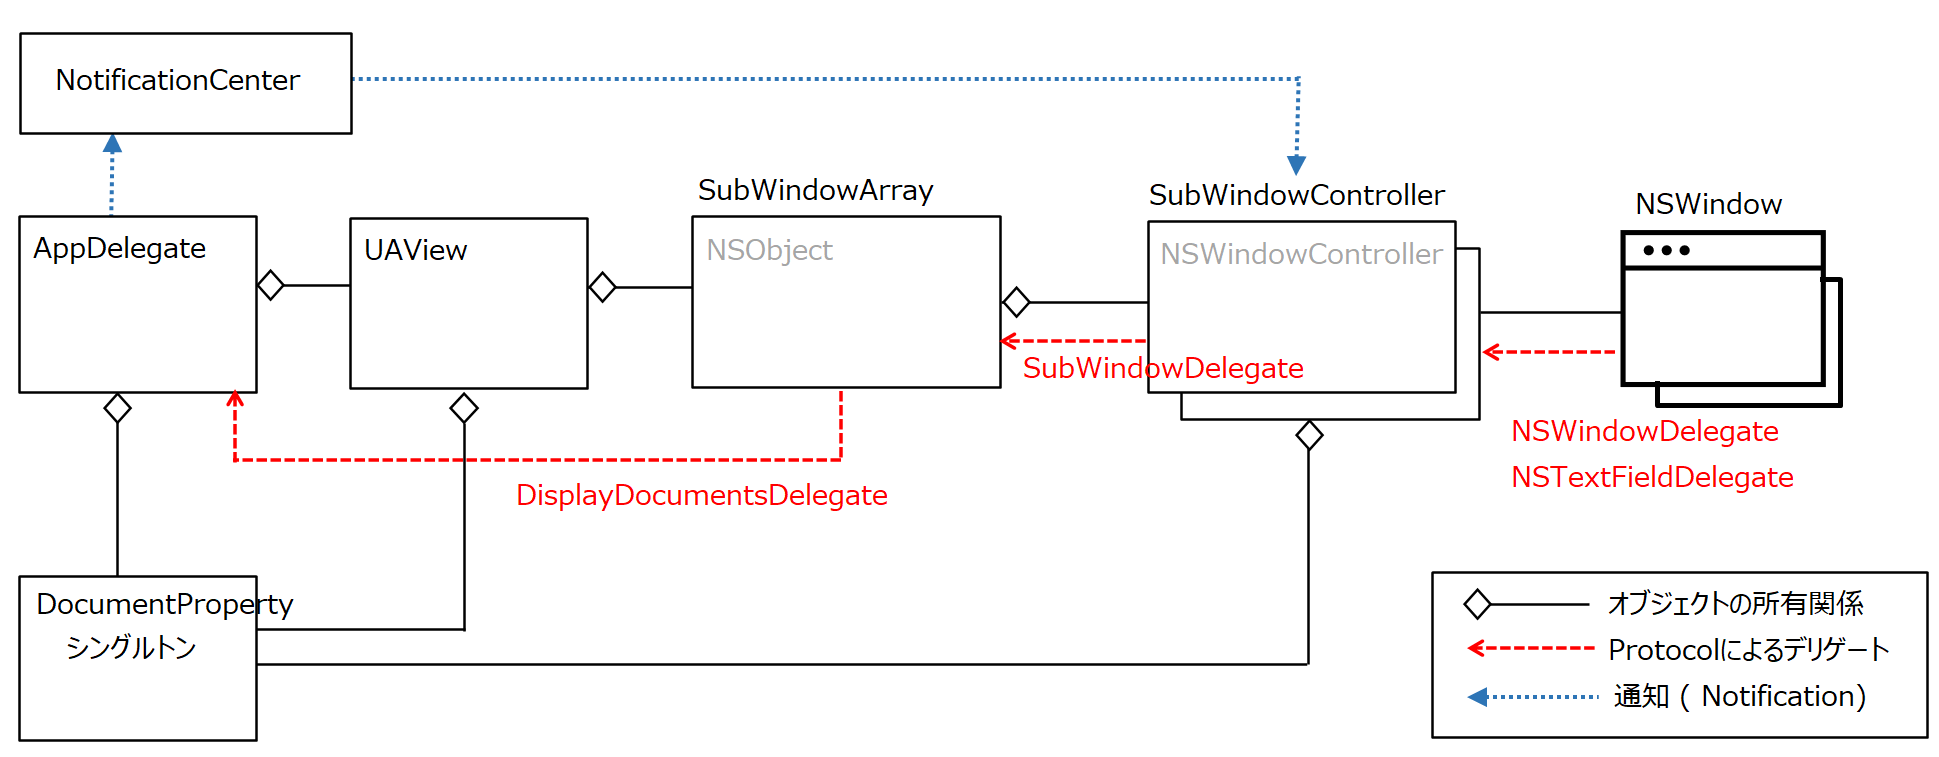 NotificationCenter
SubWindowArray
SubWindowController
NSWindow
AppDelegate
UAView
NSObject
NSWindowController
SubWindowDelegate
NSWindowDelegate
NSTextFieldDelegate
DisplayDocumentsDelegate
DocumentProperty
シングルトン
オブジェクトの所有関係
Protocolによるデリゲート
通知 ( Notification)